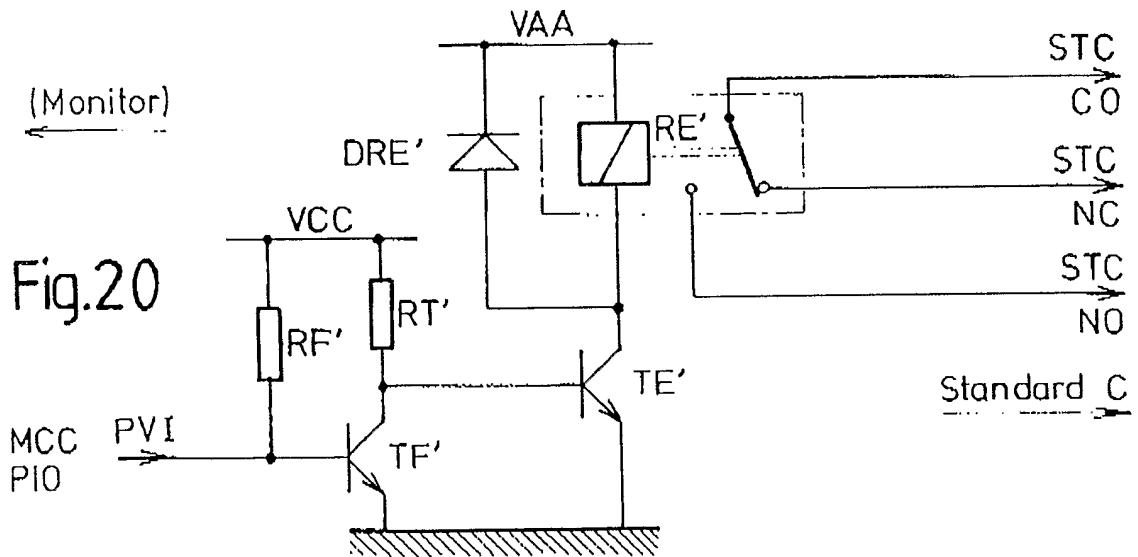 VAA
STC
CO
(Monitor)
DRE'
RE'
STC
NC
VCC
Fig.20
RT'
STC
NO
RF'
TE'
Standard C
MCC PVI
PIO
TF'